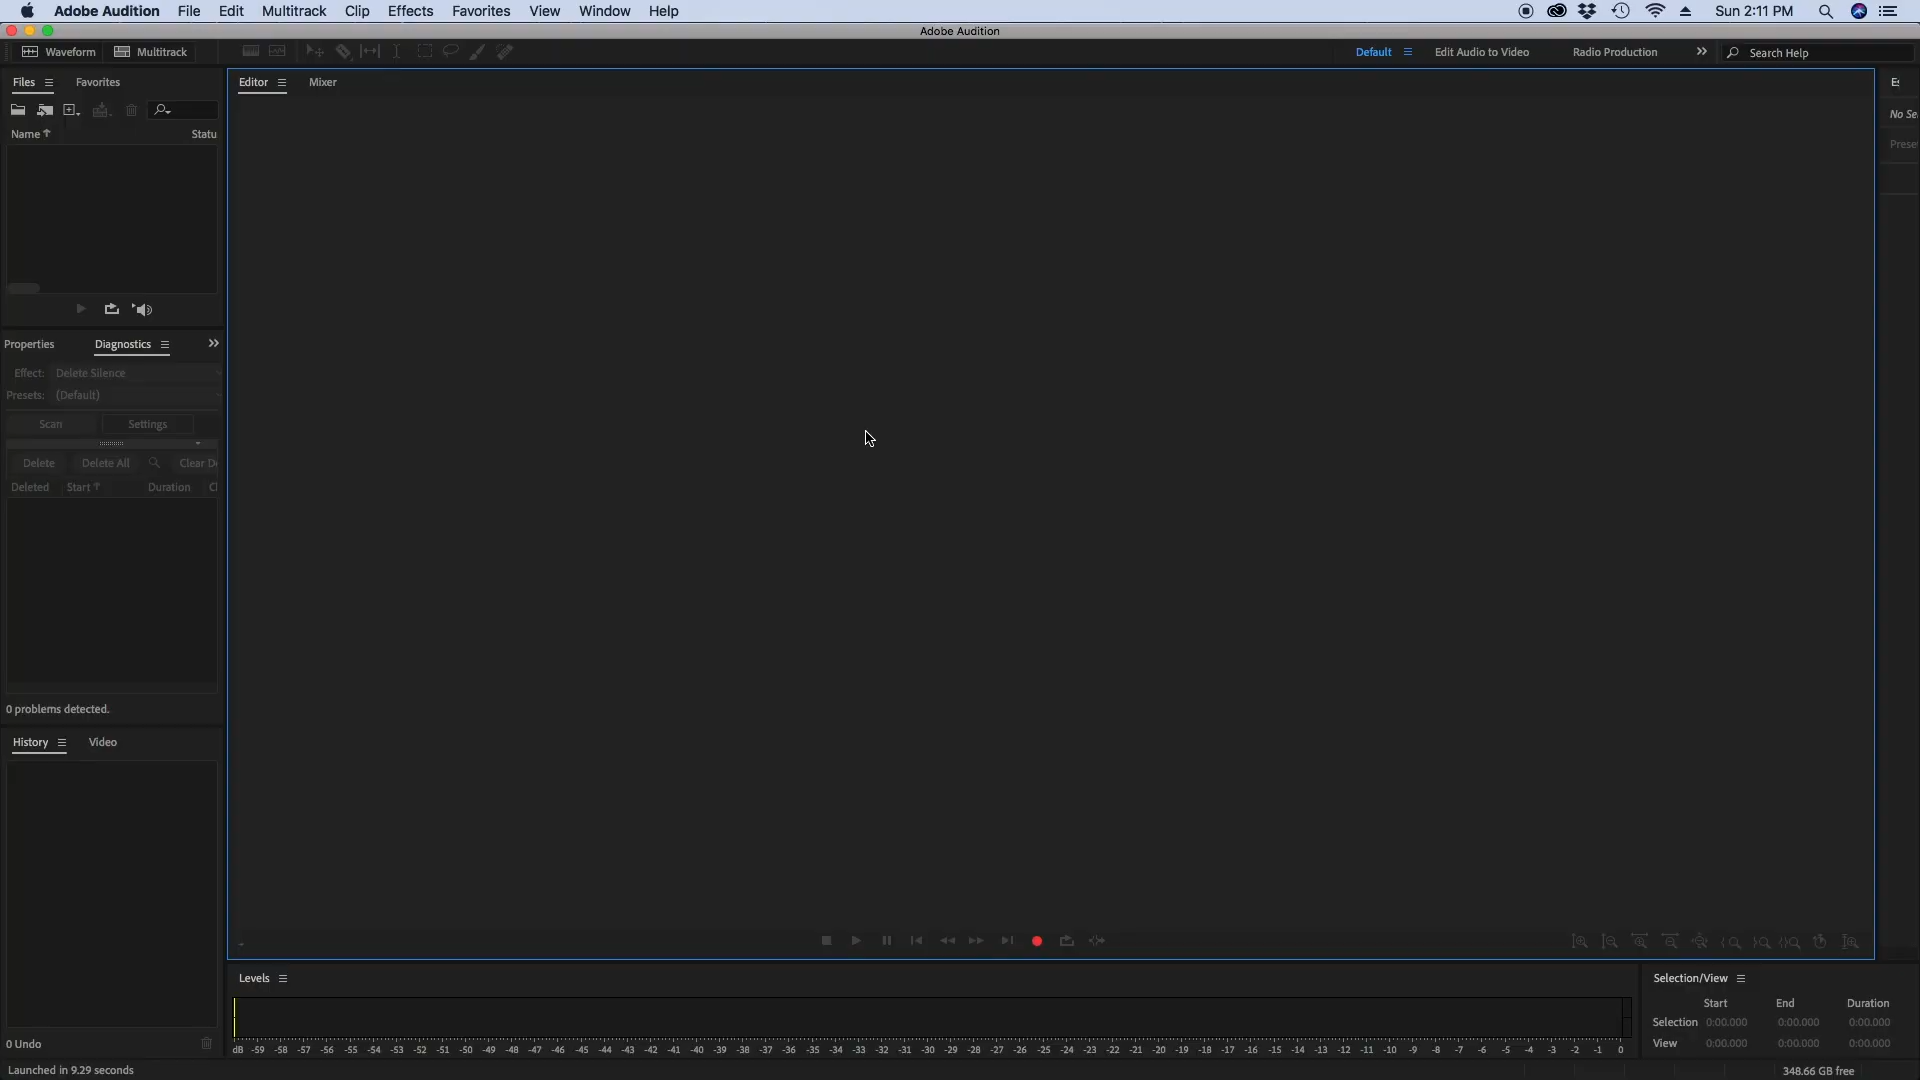 Adobe Audition File Edit Multitrack Clip Effects Favorites View Window Help Sun 2:11 PM
Adobe Audition
Waveform Multitrack Default Edit Audio to Video Radio Production Search Help
Files Favorites
Editor Mixer
No Se
Name Statu
Prese
Properties Diagnostics
Effect: Delete Silence
Presets: (Default)
Scan Settings
Delete Delete All Clear De
Deleted Start Duration
0 problems detected.
History Video
Levels
Selection/View
Start End Duration
Selection 0:00.000 0:00.000 0:00.000
View 0:00.000 0:00.000 0:00.000
0 Undo
dB -59 -58 -57 -56 -55 -54 -53 -52 -51 -50 -49 -48 -47 -46 -45 -44 -43 -42 -41 -40 -39 -38 -37 -36 -35 -34 -33 -32 -31 -30 -29 -28 -27 -26 -25 -24 -23 -22 -21 -20 -19 -18 -17 -16 -15 -14 -13 -12 -11 -10 -9 -8 -7 -6 -5 -4 -3 -2 -1 0
Launched in 9.29 seconds
348.66 GB free